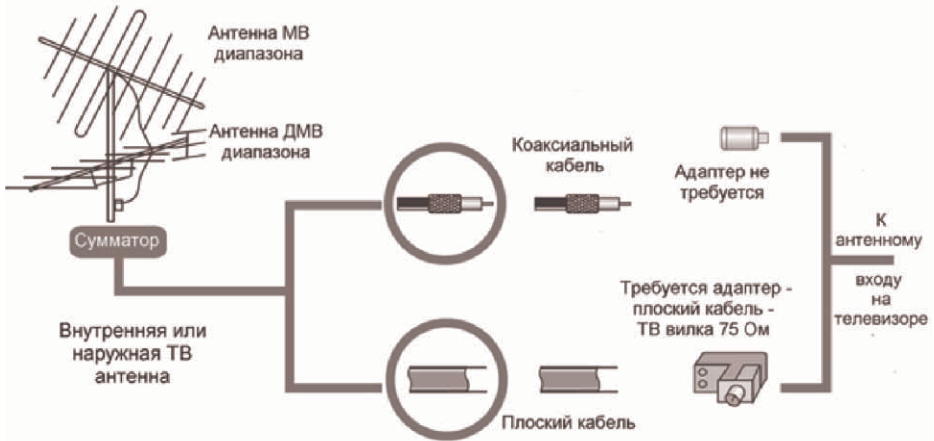 Антенна МВ
диапазона
Антенна ДМВ
диапазона
Сумматор
Внутренняя или
наружная ТВ
антенна
Коаксиальный
кабель
Плоский кабель
Адаптер не
требуется
Требуется адаптер -
плоский кабель -
ТВ вилка 75 Ом
К
антенному
входу
на
телевизоре